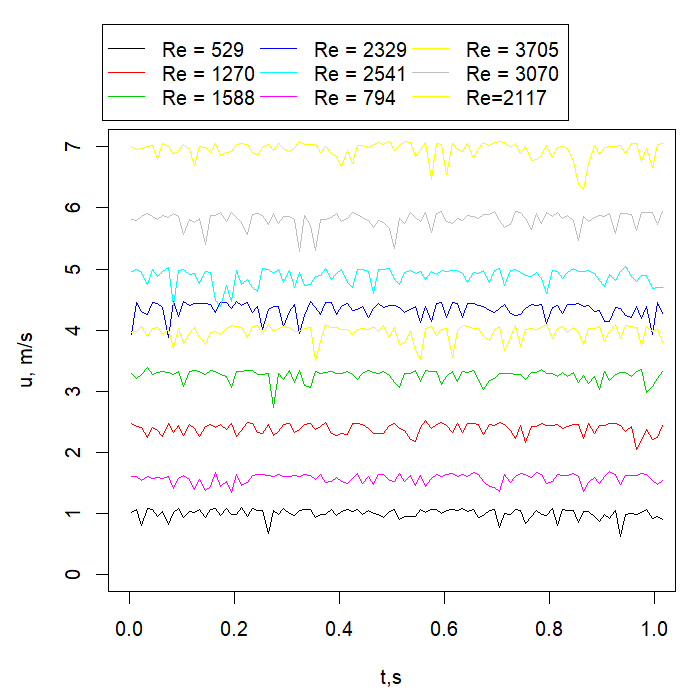 Re = 529 Re = 2329 Re = 3705
Re = 1270 Re = 2541 Re = 3070
Re = 1588 Re = 794 Re=2117
7
6
5
4
3
2
1
0
u, m/s
0.0 0.2 0.4 0.6 0.8 1.0
t,s